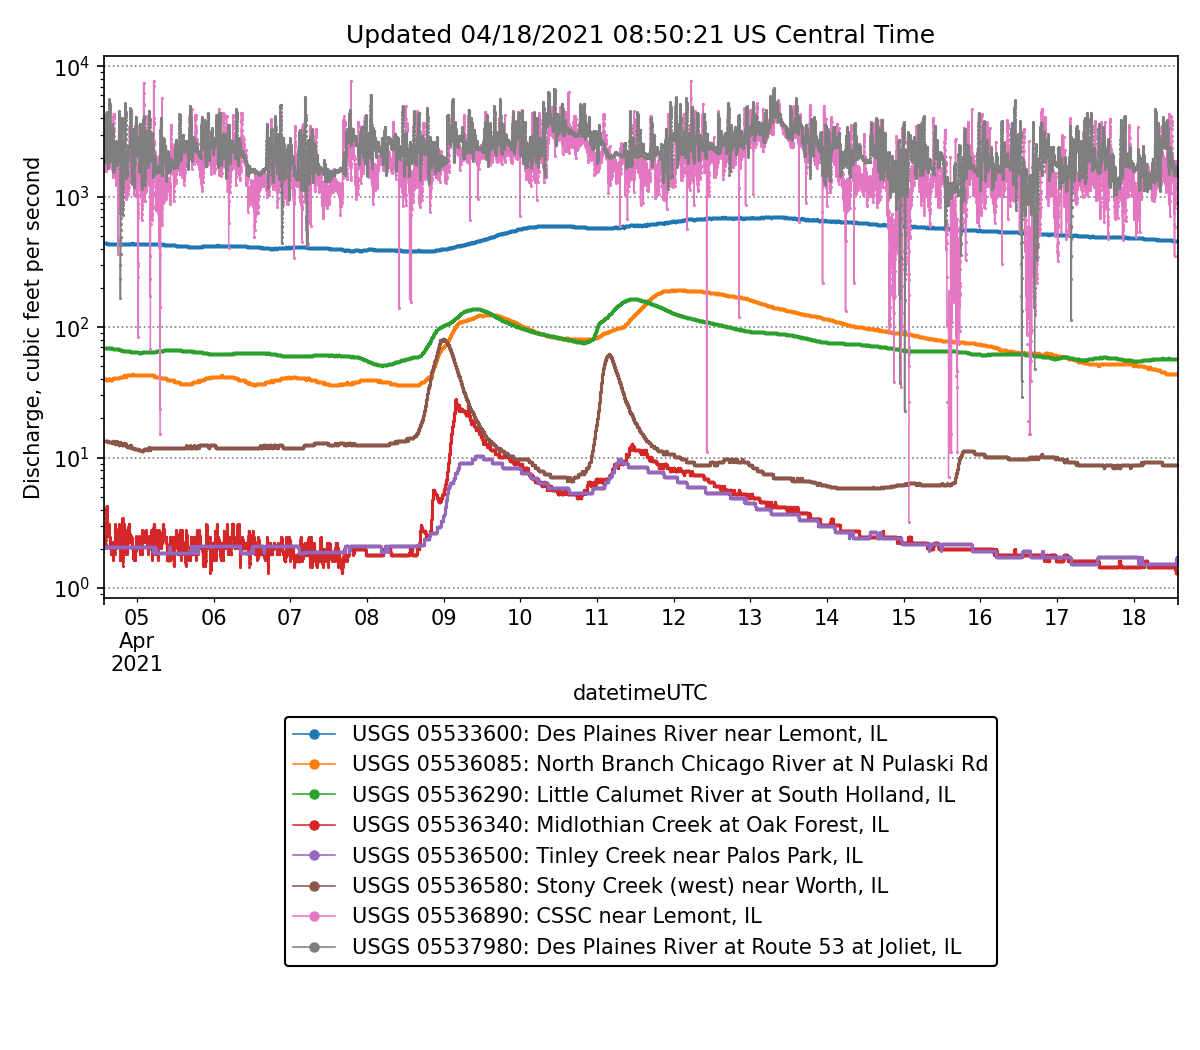 Updated 04/18/2021 08:50:21 US Central Time
Discharge, cubic feet per second
10^4
10^3
10^2
10^1
10^0
05 06 07 08 09 10 11 12 13 14 15 16 17 18
Apr
2021
datetimeUTC
USGS 05533600: Des Plaines River near Lemont, IL
USGS 05536085: North Branch Chicago River at N Pulaski Rd
USGS 05536290: Little Calumet River at South Holland, IL
USGS 05536340: Midlothian Creek at Oak Forest, IL
USGS 05536500: Tinley Creek near Palos Park, IL
USGS 05536580: Stony Creek (west) near Worth, IL
USGS 05536890: CSSC near Lemont, IL
USGS 05537980: Des Plaines River at Route 53 at Joliet, IL